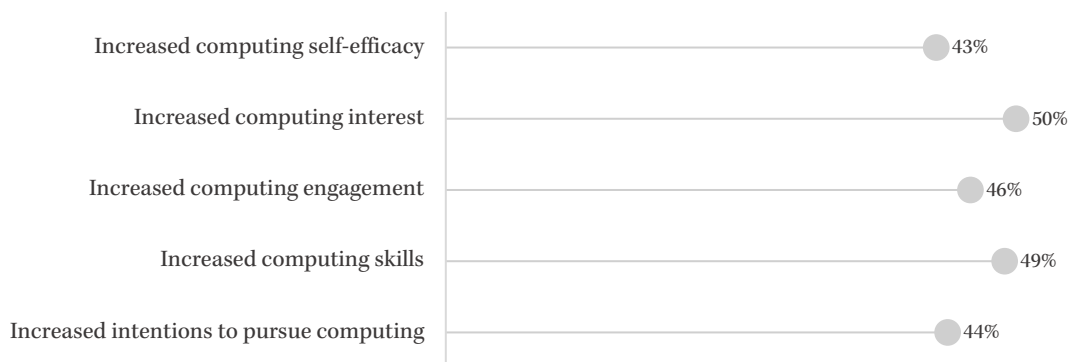 Increased computing self-efficacy 43%
Increased computing interest 50%
Increased computing engagement 46%
Increased computing skills 49%
Increased intentions to pursue computing 44%